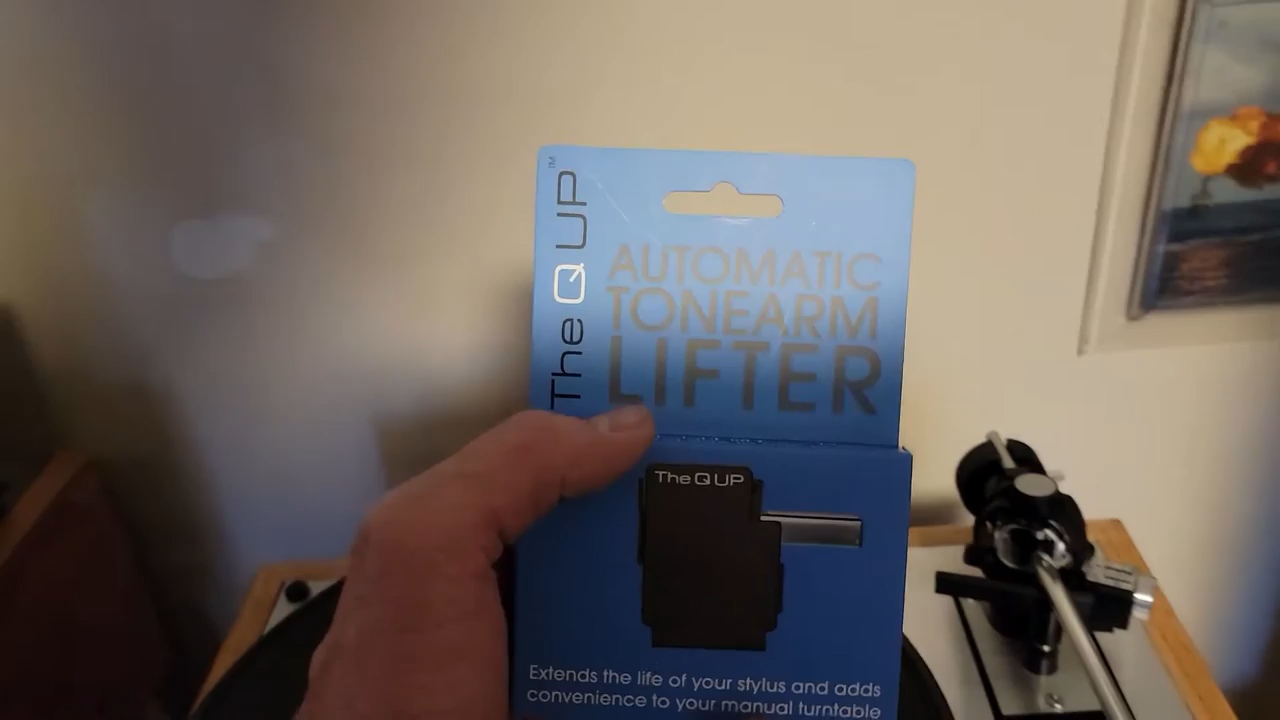 The Q UP™
AUTOMATIC
TONEARM
LIFTER
The Q UP
Extends the life of your stylus and adds
convenience to your manual turntable